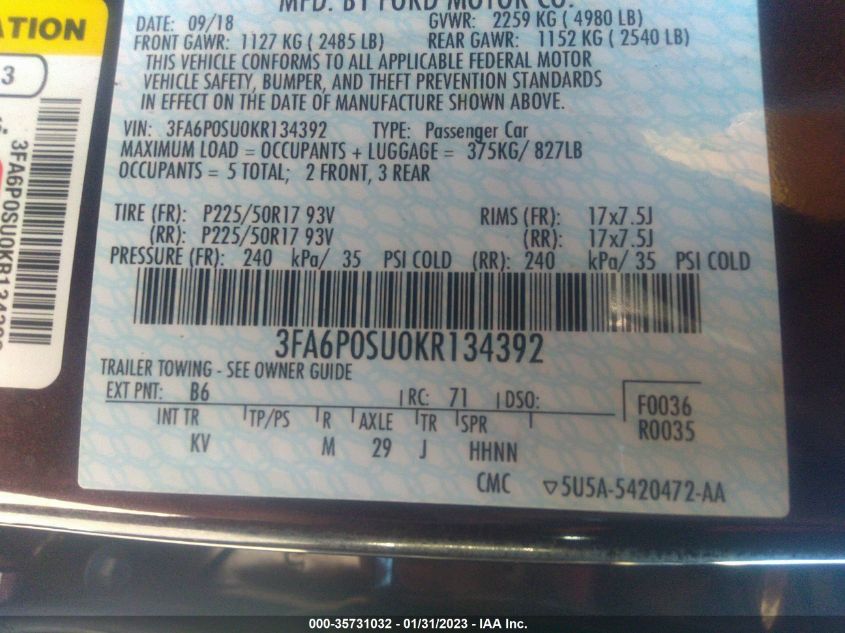 MFD. BY FORD MOTOR CO.
DATE: 09/18 GVWR: 2259 KG ( 4980 LB)
FRONT GAWR: 1127 KG ( 2485 LB) REAR GAWR: 1152 KG ( 2540 LB)
THIS VEHICLE CONFORMS TO ALL APPLICABLE FEDERAL MOTOR
VEHICLE SAFETY, BUMPER, AND THEFT PREVENTION STANDARDS
IN EFFECT ON THE DATE OF MANUFACTURE SHOWN ABOVE.
VIN: 3FA6P0SU0KR134392 TYPE: Passenger Car
MAXIMUM LOAD = OCCUPANTS + LUGGAGE = 375KG/ 827LB
OCCUPANTS = 5 TOTAL; 2 FRONT, 3 REAR
TIRE (FR): P225/50R17 93V RIMS (FR): 17x7.5J
(RR): P225/50R17 93V (RR): 17x7.5J
PRESSURE (FR): 240 kPa/ 35 PSI COLD (RR): 240 kPa/ 35 PSI COLD
3FA6P0SU0KR134392
TRAILER TOWING - SEE OWNER GUIDE
EXT PNT: B6 RC: 71 DSO:
F0036
R0035
INT TR TP/PS R AXLE TR SPR
KV M 29 J HHNN
CMC ▽5U5A-5420472-AA
ATION
3
3FA6P0SU0KR134392
000-35731032 - 01/31/2023 - IAA Inc.